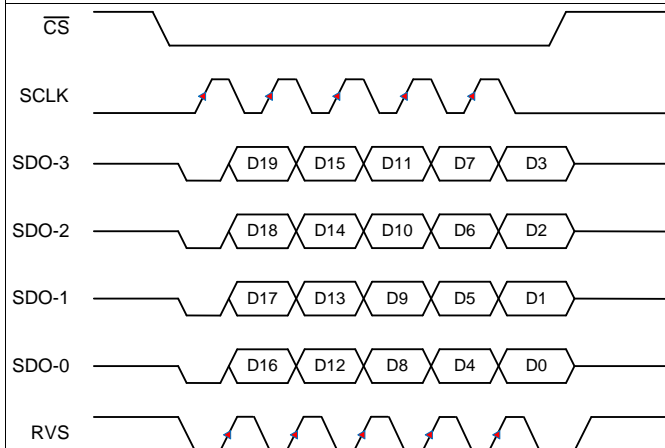 CS
SCLK
SDO-3 D19 D15 D11 D7 D3
SDO-2 D18 D14 D10 D6 D2
SDO-1 D17 D13 D9 D5 D1
SDO-0 D16 D12 D8 D4 D0
RVS